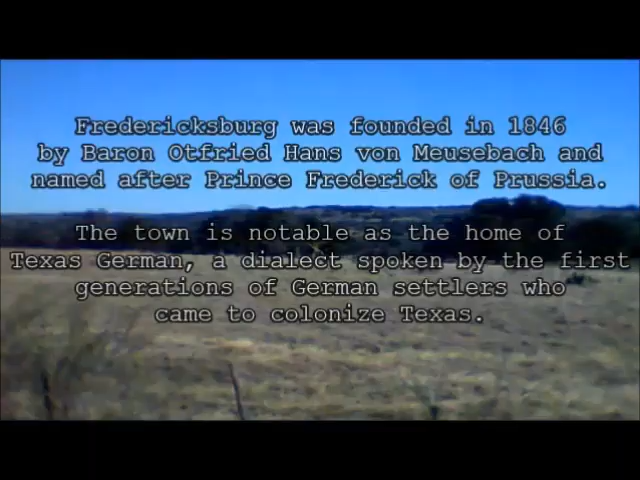 Fredericksburg was founded in 1846
by Baron Otfried Hans von Meusebach and
named after Prince Frederick of Prussia.
The town is notable as the home of
Texas German, a dialect spoken by the first
generations of German settlers who
came to colonize Texas.